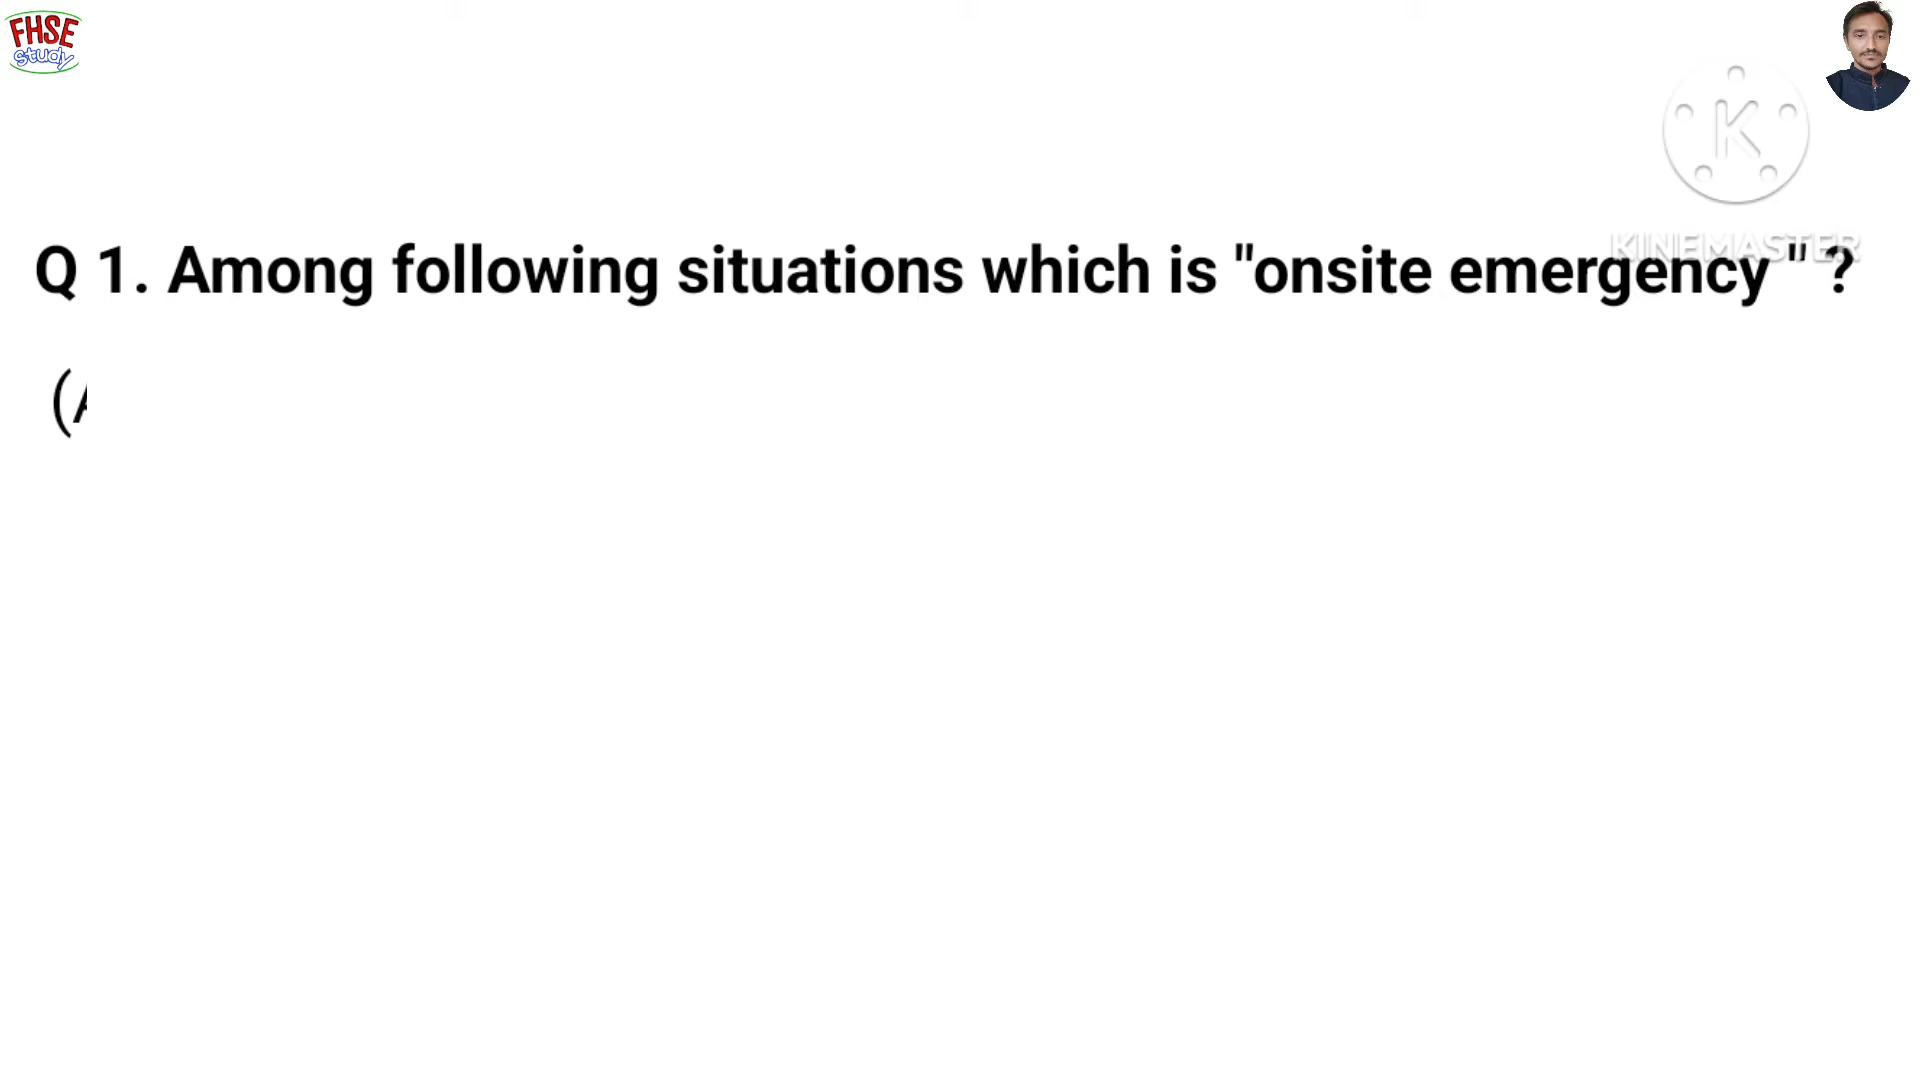 FHSE
study
KINEMASTER
Q 1. Among following situations which is "onsite emergency " ?
(A